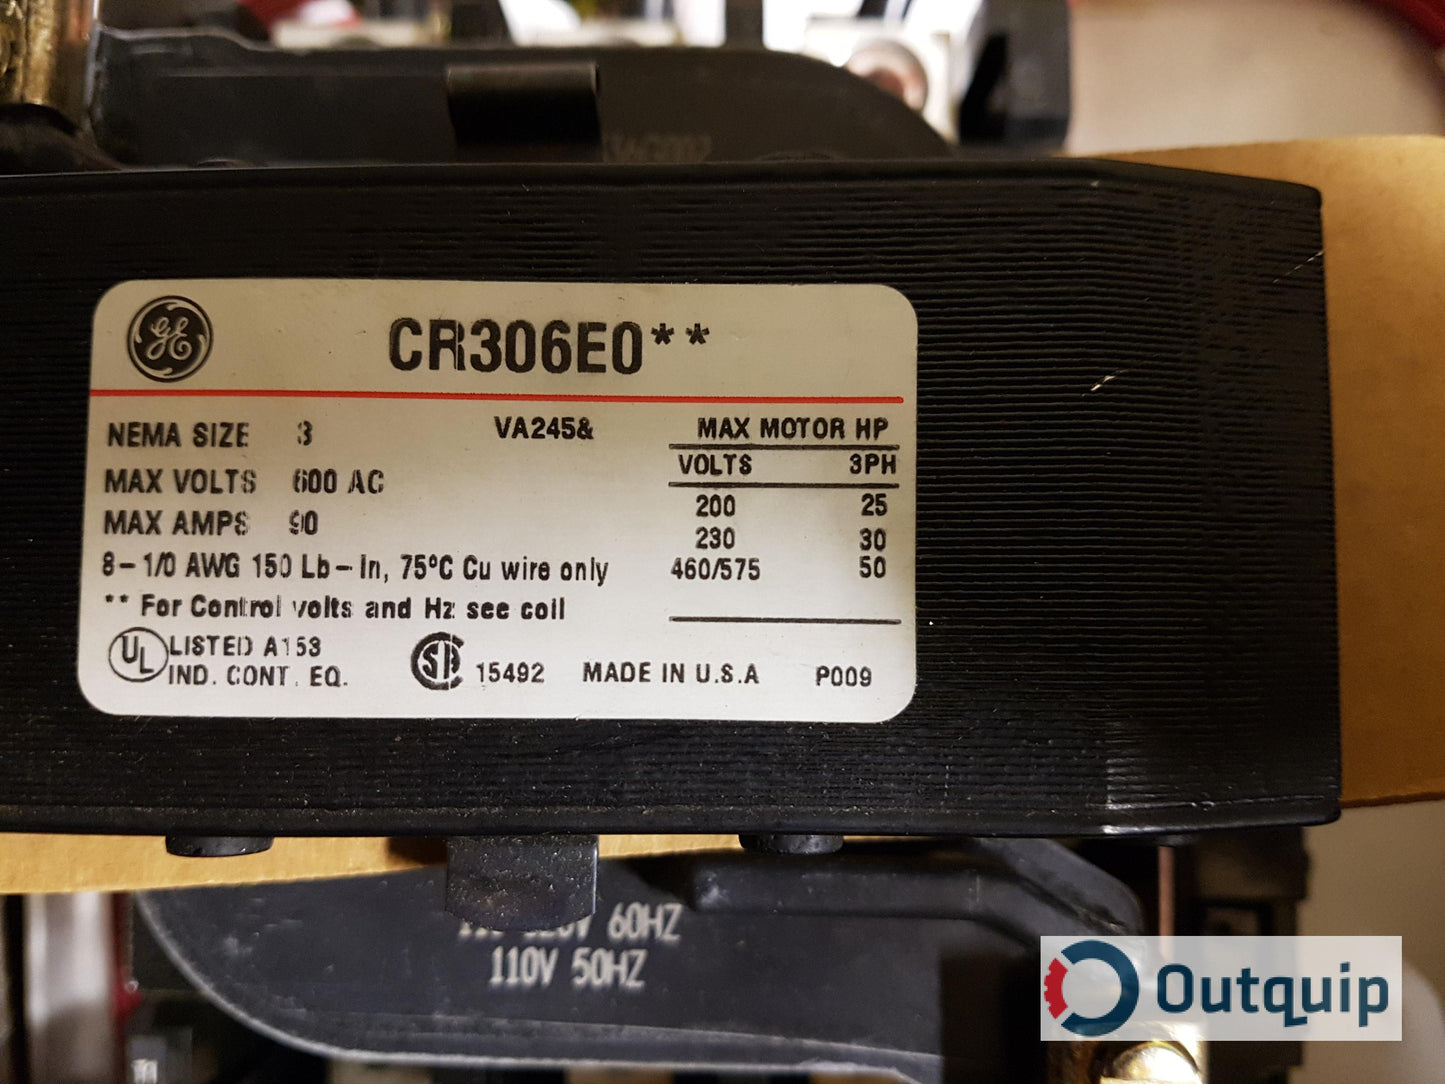 GE
CR306E0**
NEMA SIZE 3
VA245&
MAX VOLTS 600 AC
MAX AMPS 90
8-1/0 AWG 150 Lb-In, 75°C Cu wire only
** For Control volts and Hz see coil
MAX MOTOR HP
VOLTS 3PH
200 25
230 30
460/575 50
UL LISTED A153
IND. CONT. EQ.
SA 15492 MADE IN U.S.A P009
60HZ
110V 50HZ
Outquip